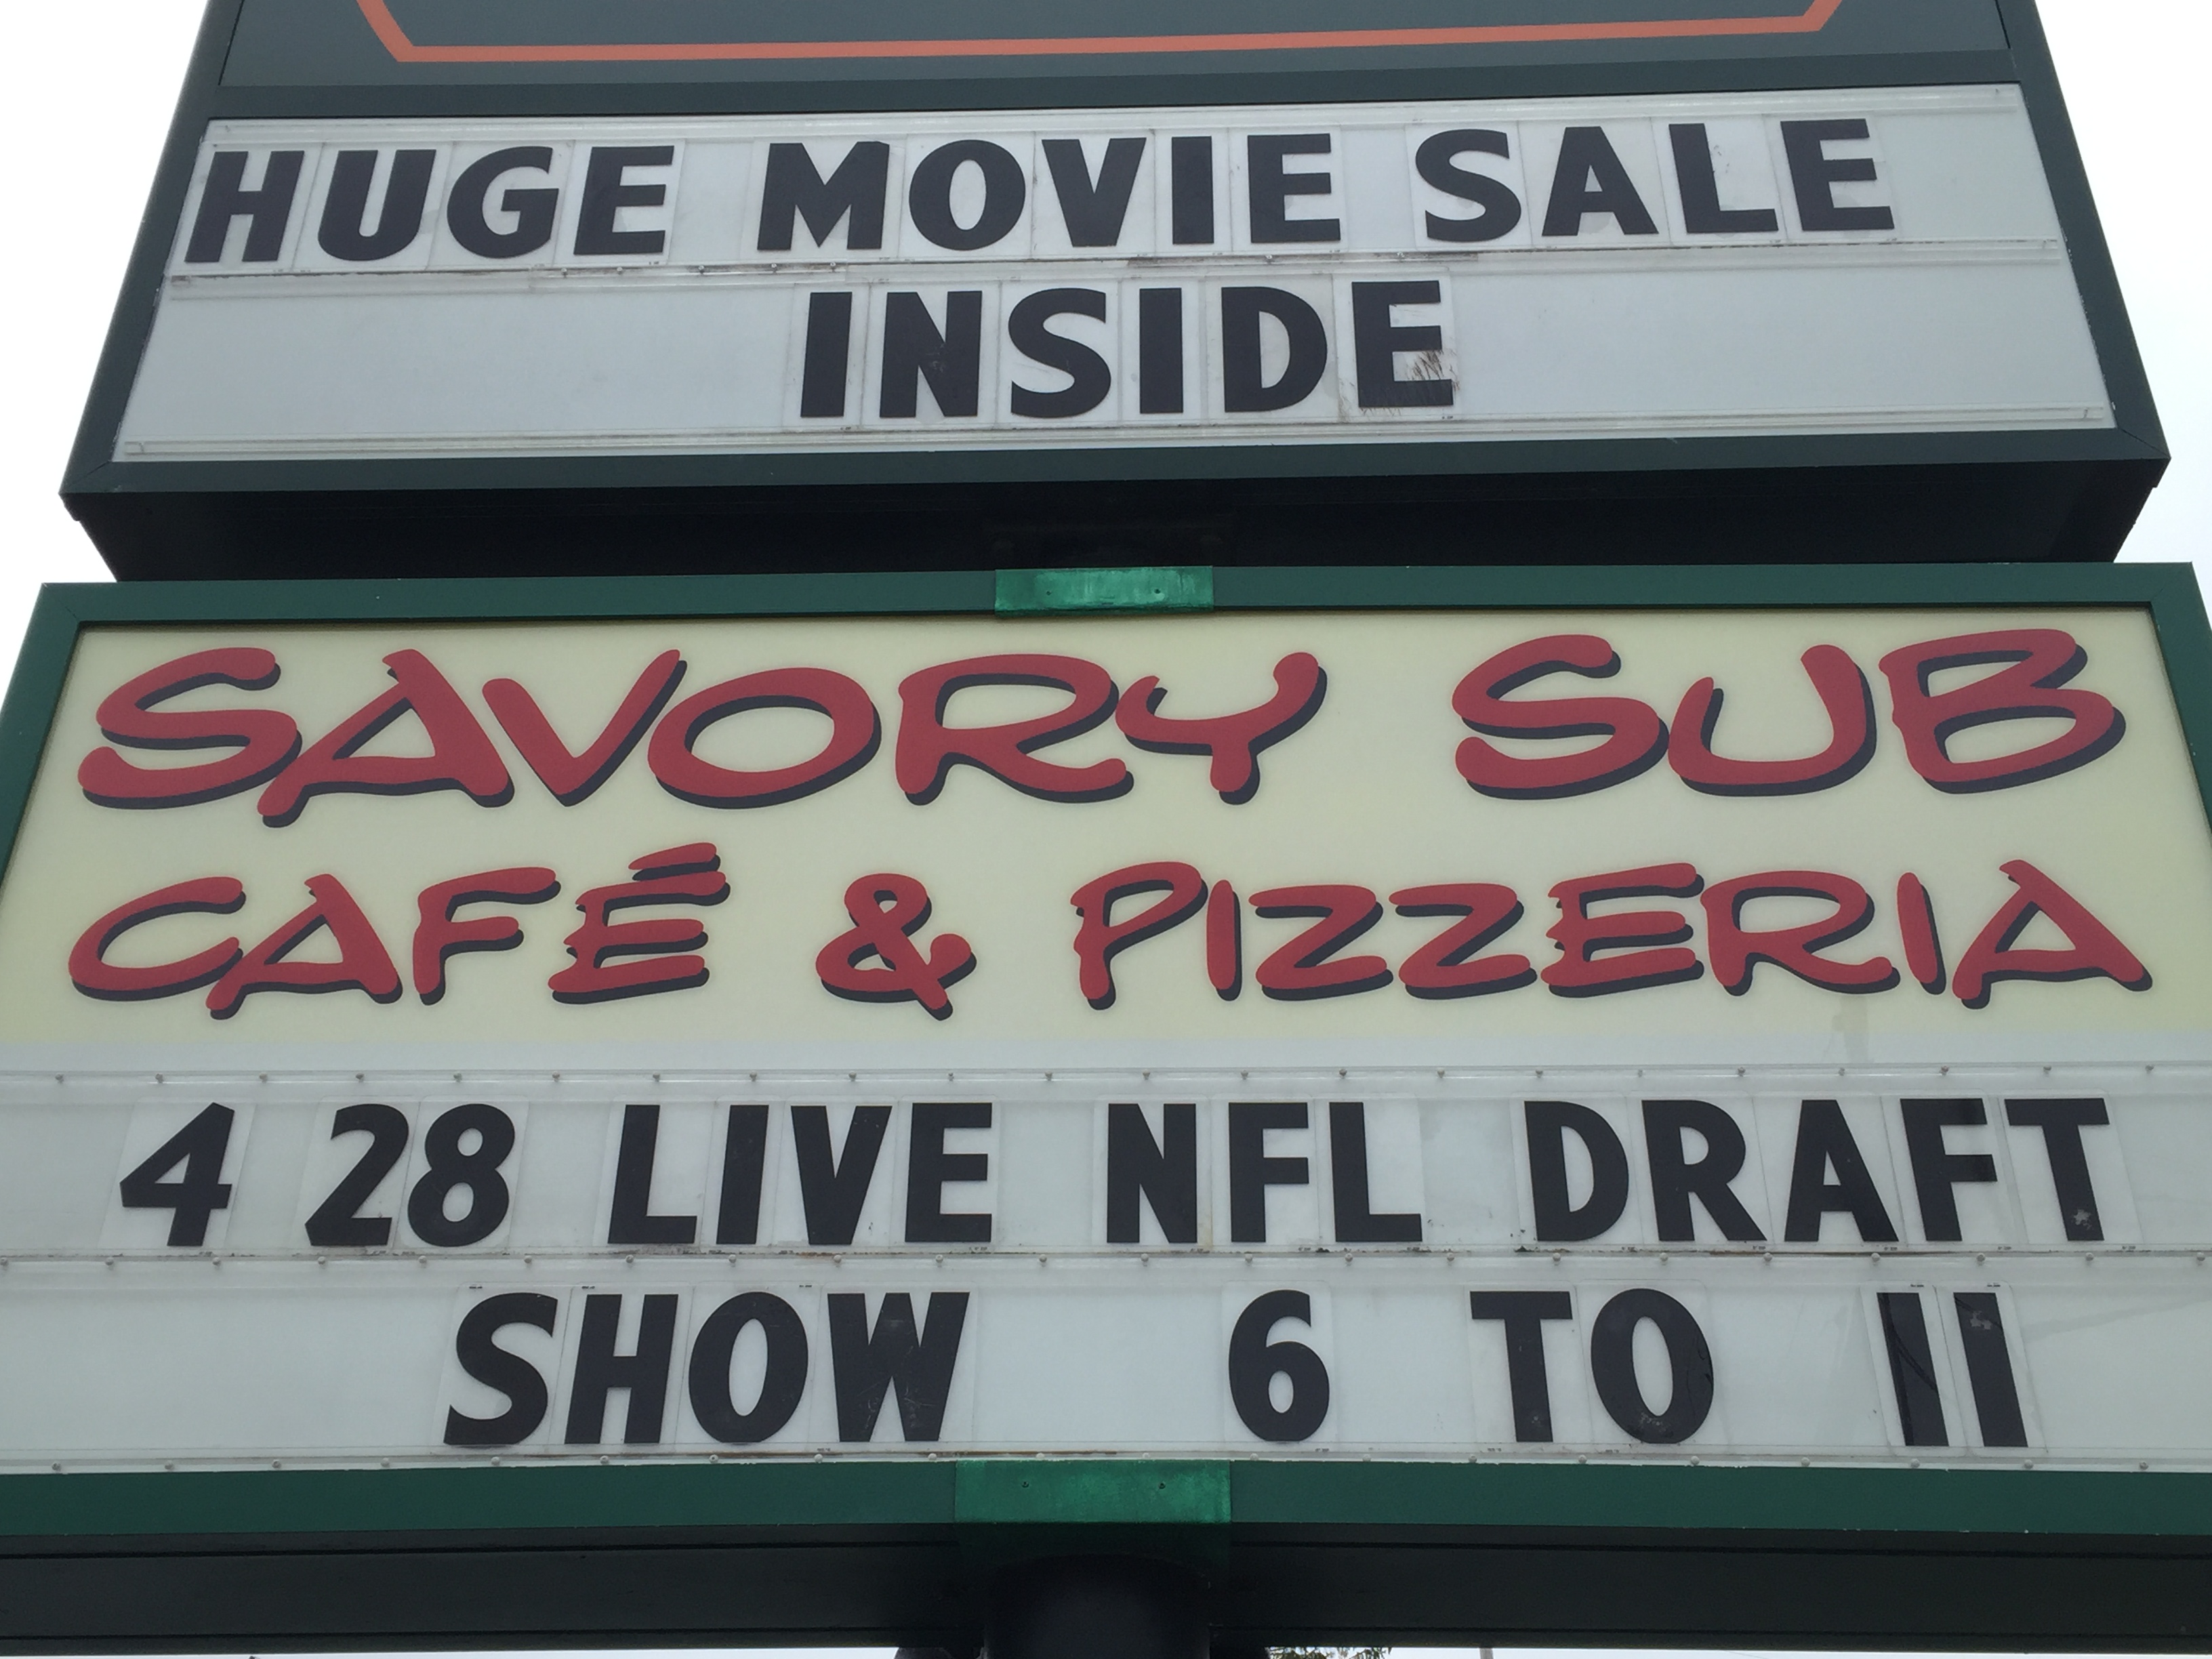 HUGE MOVIE SALE
INSIDE
SAVORY SUB
CAFÉ & PIZZERIA
4 28 LIVE NFL DRAFT
SHOW 6 TO 11